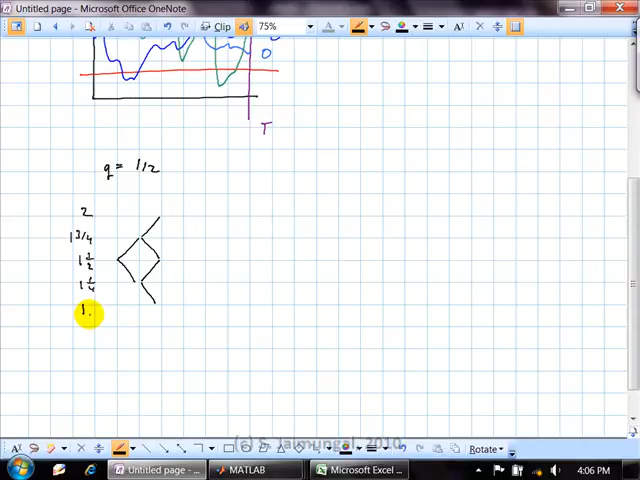 Untitled page - Microsoft Office OneNote
Clip
75%
0
T
q = 1/2
2
1 3/4
1 1/2
1 1/4
1.
(c) S. Jaimungal, 2010
Rotate
Untitled page - ...
MATLAB
Microsoft Excel ...
4:06 PM